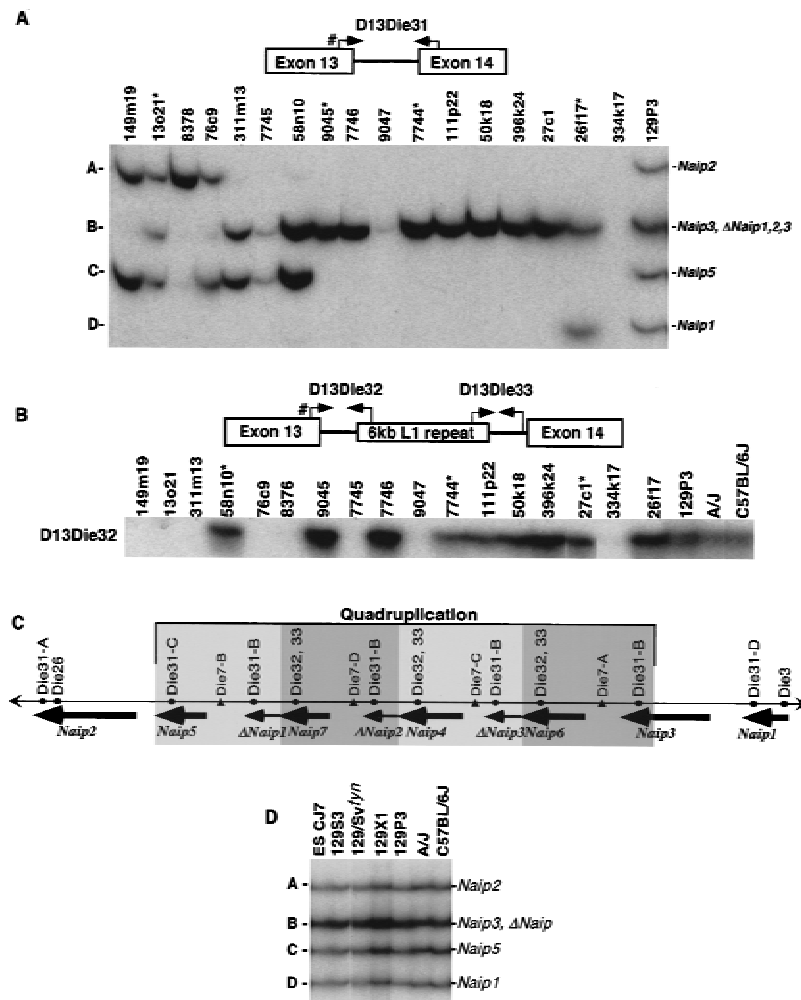 A
D13Die31
#
Exon 13 Exon 14
149m19 13o21* 8378 76c9 311m13 7745 58n10 9045* 7746 9047 7744* 111p22 50k18 396k24 27c1 26f17* 334k17 129P3
A- -Naip2
B- -Naip3, ΔNaip1,2,3
C- -Naip5
D- -Naip1
B
D13Die32 D13Die33
#
Exon 13 6kb L1 repeat Exon 14
149m19 13o21 311m13 58n10* 76c9 8376 9045 7745 7746 9047 7744* 111p22 50k18 396k24 27c1* 334k17 26f17 129P3 A/J C57BL/6J
D13Die32
C
Quadruplication
Die31-A Die26 Die31-C Die7-B Die31-B Die32, 33 Die7-D Die31-B Die32, 33 Die7-C Die31-B Die32, 33 Die7-A Die31-B Die31-D Die3
Naip2 Naip5 ΔNaip1 Naip7 ΔNaip2 Naip4 ΔNaip3 Naip6 Naip3 Naip1
D
ES CJ7 129S3 129/Svtyn 129X1 129P3 A/J C57BL/6J
A - -Naip2
B - -Naip3, ΔNaip
C - -Naip5
D - -Naip1